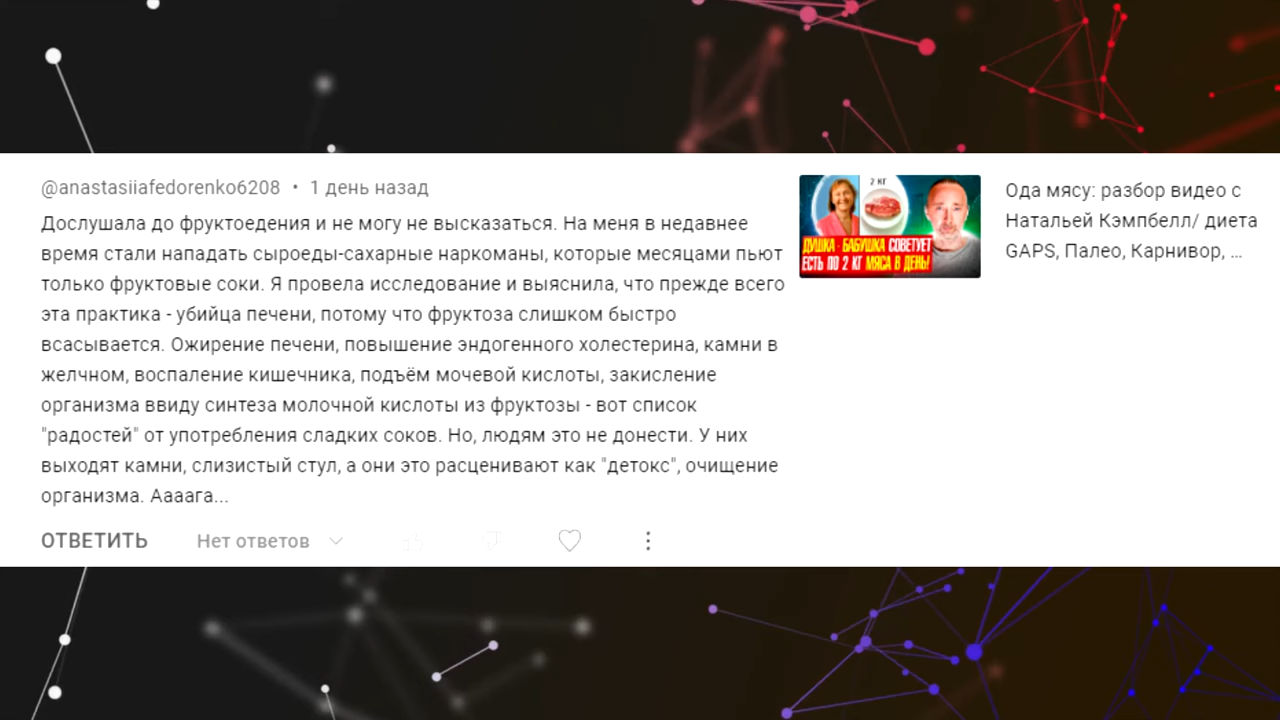 @anastasiiafedorenko6208 • 1 день назад
Дослушала до фруктоедения и не могу не высказаться. На меня в недавнее
время стали нападать сыроеды-сахарные наркоманы, которые месяцами пьют
только фруктовые соки. Я провела исследование и выяснила, что прежде всего
эта практика - убийца печени, потому что фруктоза слишком быстро
всасывается. Ожирение печени, повышение эндогенного холестерина, камни в
желчном, воспаление кишечника, подъём мочевой кислоты, закисление
организма ввиду синтеза молочной кислоты из фруктозы - вот список
"радостей" от употребления сладких соков. Но, людям это не донести. У них
выходят камни, слизистый стул, а они это расценивают как "детокс", очищение
организма. Аааага...
ОТВЕТИТЬ Нет ответов
2 КГ
ДУШКА - БАБУШКА СОВЕТУЕТ
ЕСТЬ ПО 2 КГ МЯСА В ДЕНЬ!
Ода мясу: разбор видео с
Натальей Кэмпбелл/ диета
GAPS, Палео, Карнивор, ...